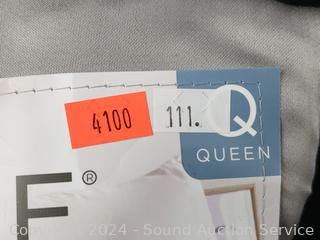 4100
111.
Q
QUEEN
F®
Copyright 2024 - Sound Auction Service